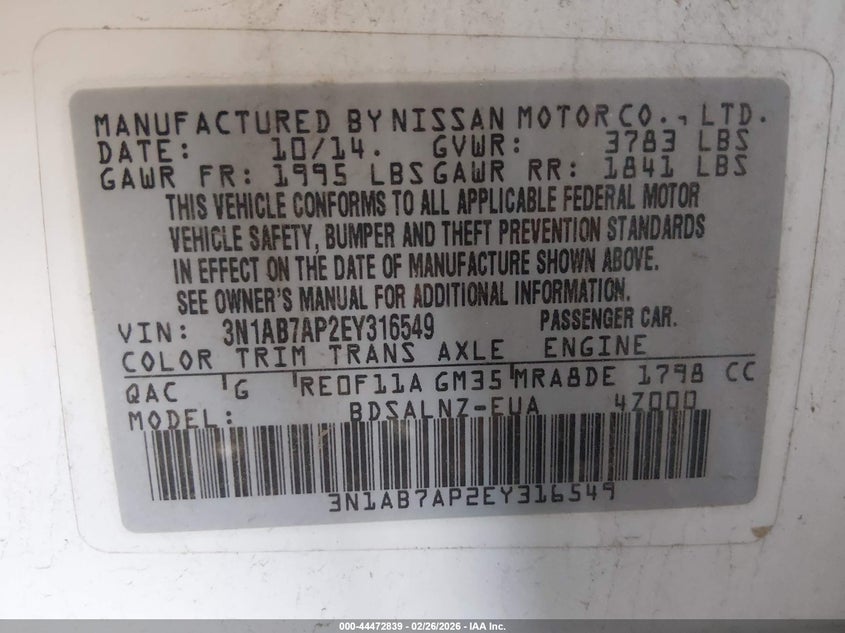 MANUFACTURED BY NISSAN MOTOR CO., LTD.
DATE: 10/14. GVWR: 3783 LBS
GAWR FR: 1995 LBS GAWR RR: 1841 LBS
THIS VEHICLE CONFORMS TO ALL APPLICABLE FEDERAL MOTOR
VEHICLE SAFETY, BUMPER AND THEFT PREVENTION STANDARDS
IN EFFECT ON THE DATE OF MANUFACTURE SHOWN ABOVE.
SEE OWNER'S MANUAL FOR ADDITIONAL INFORMATION.
VIN: 3N1AB7AP2EY316549 PASSENGER CAR.
COLOR TRIM TRANS AXLE ENGINE
QAC G RE0F11A GM35 MRA8DE 1798 CC
MODEL: BDSALNZ-EUA 4Z000
3N1AB7AP2EY316549
000-44472839 - 02/26/2026 - IAA Inc.